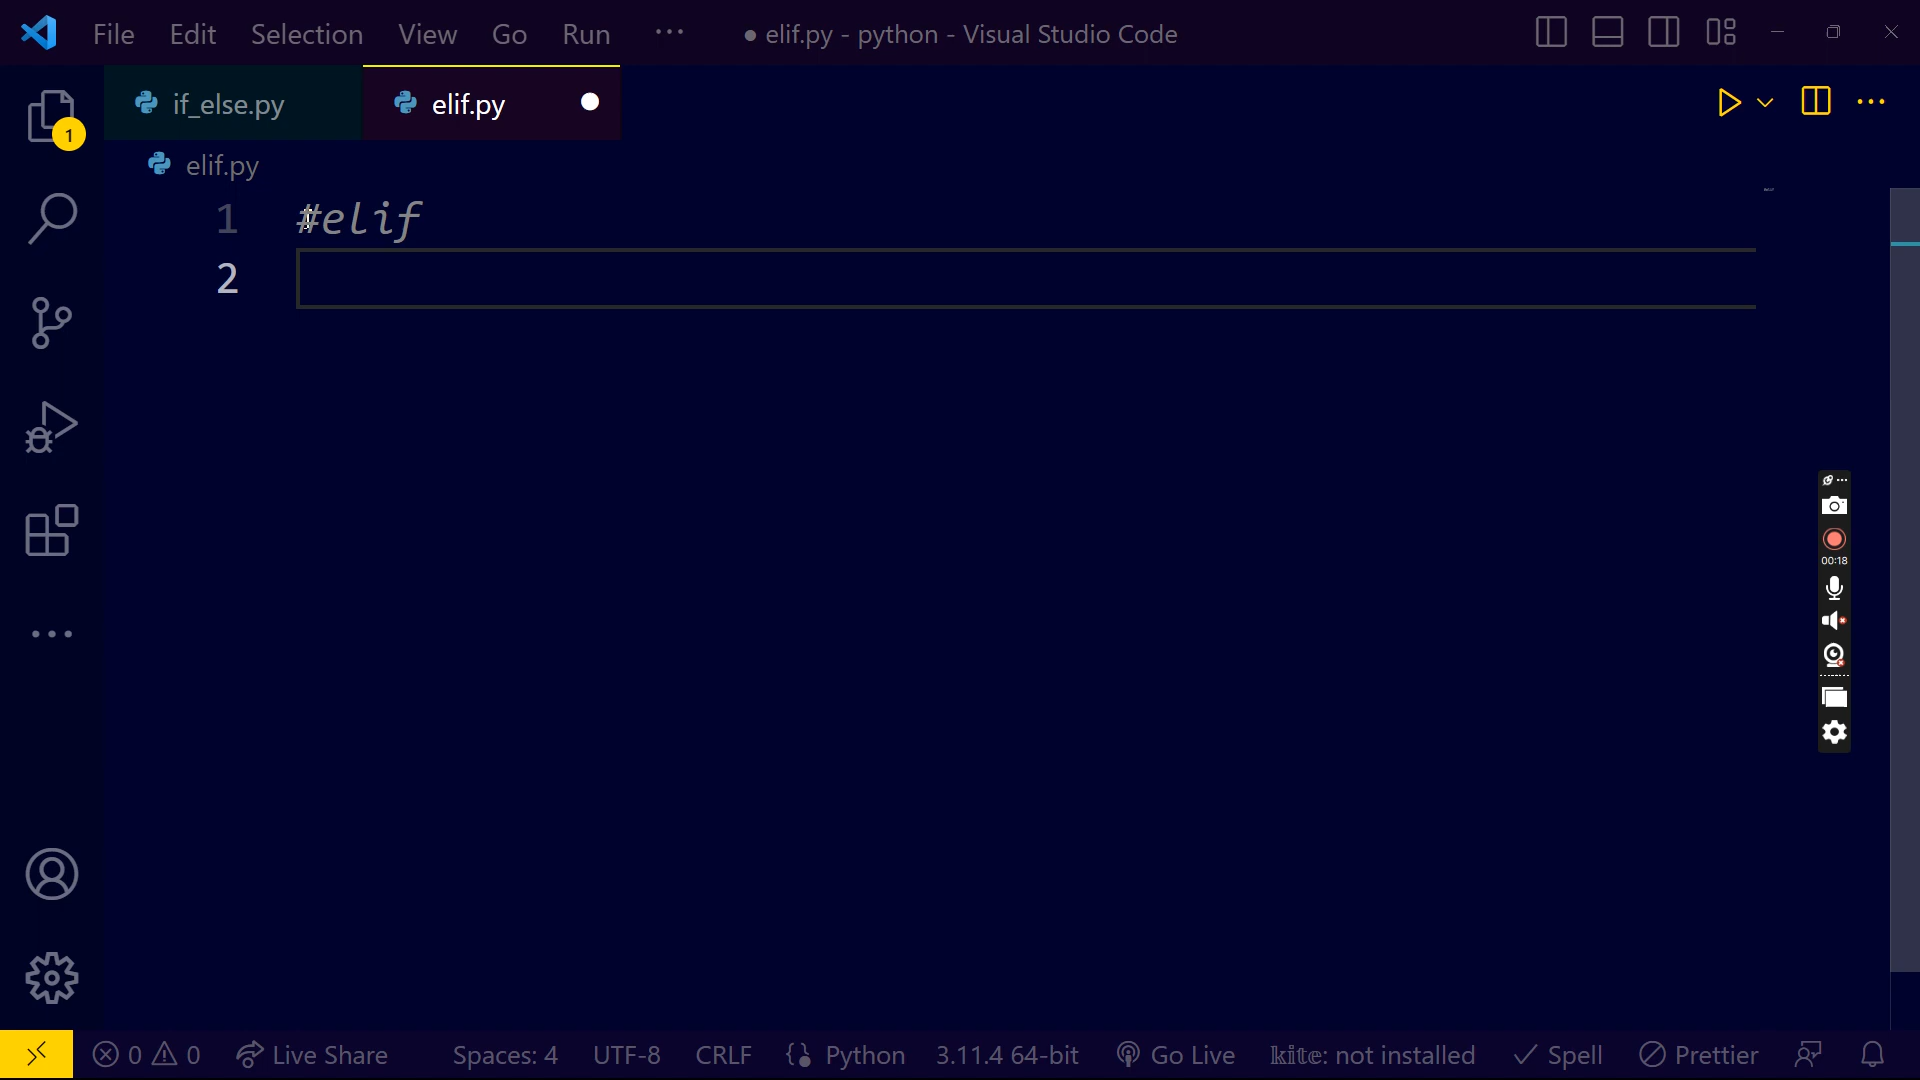 File Edit Selection View Go Run ··· ● elif.py - python - Visual Studio Code
if_else.py elif.py
elif.py
1 #elif
2
1
00:18
0 0 Live Share Spaces: 4 UTF-8 CRLF {} Python 3.11.4 64-bit Go Live kite: not installed Spell Prettier